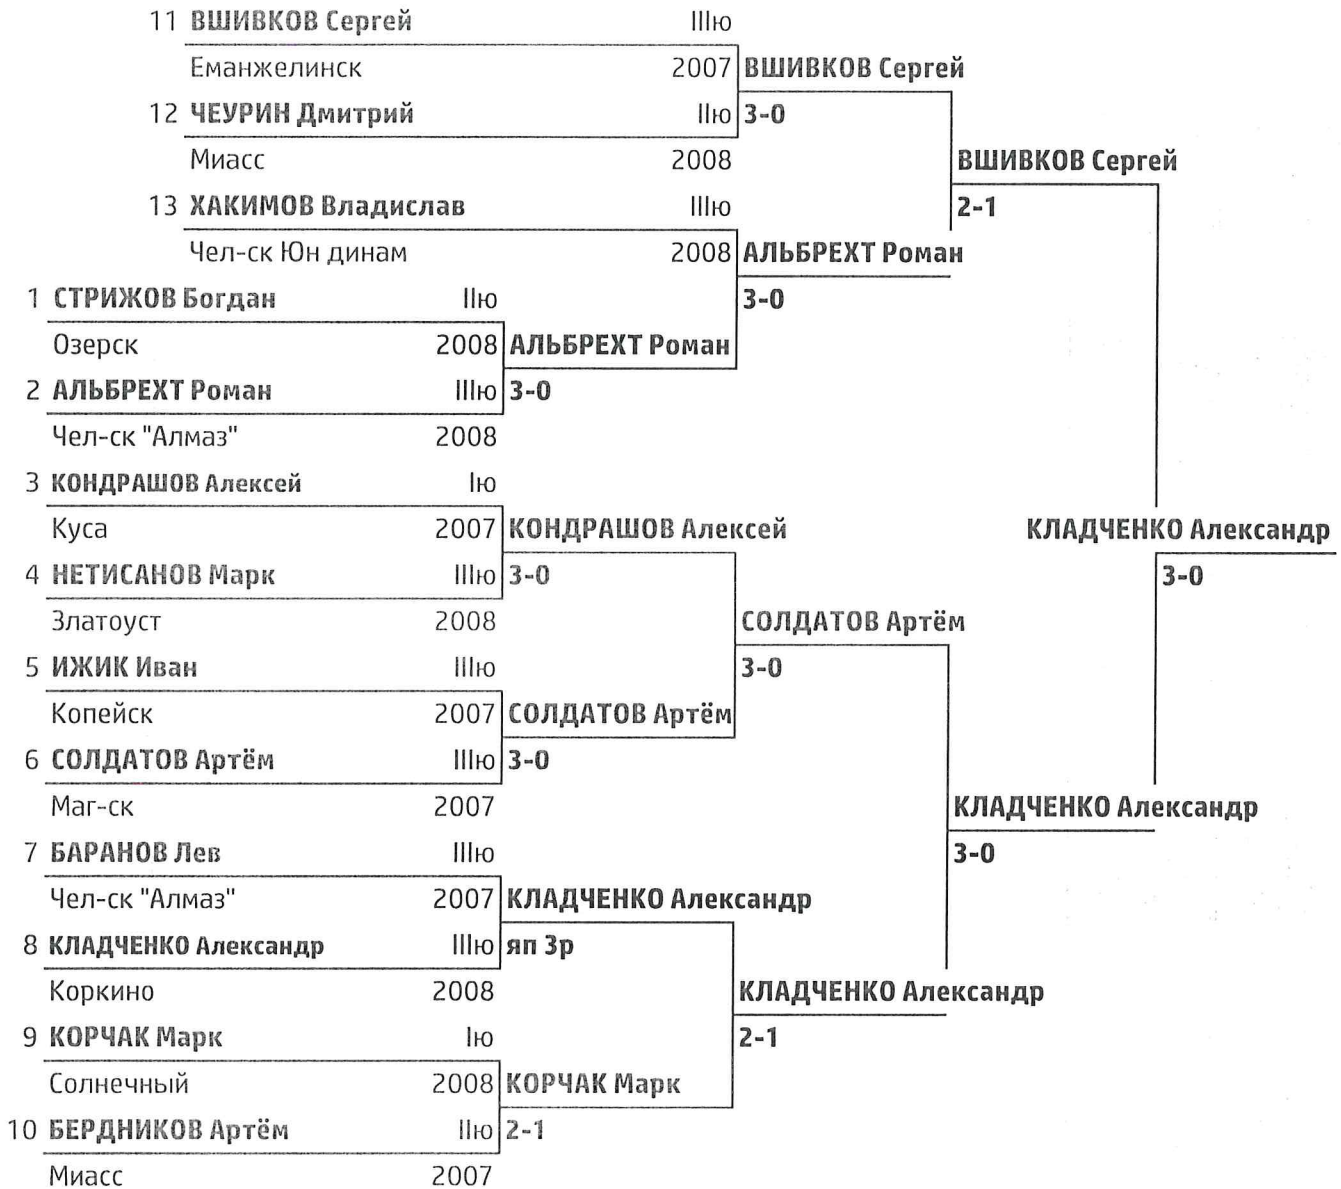 11 ВШИВКОВ Сергей IIIю
Еманжелинск 2007 ВШИВКОВ Сергей
12 ЧЕУРИН Дмитрий IIю 3-0
Миасс 2008 ВШИВКОВ Сергей
13 ХАКИМОВ Владислав IIIю 2-1
Чел-ск Юн динам 2008 АЛЬБРЕХТ Роман
1 СТРИЖОВ Богдан IIю 3-0
Озерск 2008 АЛЬБРЕХТ Роман
2 АЛЬБРЕХТ Роман IIIю 3-0
Чел-ск "Алмаз" 2008
3 КОНДРАШОВ Алексей Iю
Куса 2007 КОНДРАШОВ Алексей КЛАДЧЕНКО Александр
4 НЕТИСАНОВ Марк IIIю 3-0 3-0
Златоуст 2008 СОЛДАТОВ Артём
5 ИЖИК Иван IIIю 3-0
Копейск 2007 СОЛДАТОВ Артём
6 СОЛДАТОВ Артём IIIю 3-0
Маг-ск 2007 КЛАДЧЕНКО Александр
7 БАРАНОВ Лев IIIю 3-0
Чел-ск "Алмаз" 2007 КЛАДЧЕНКО Александр
8 КЛАДЧЕНКО Александр IIIю яп 3р
Коркино 2008 КЛАДЧЕНКО Александр
9 КОРЧАК Марк Iю 2-1
Солнечный 2008 КОРЧАК Марк
10 БЕРДНИКОВ Артём IIю 2-1
Миасс 2007